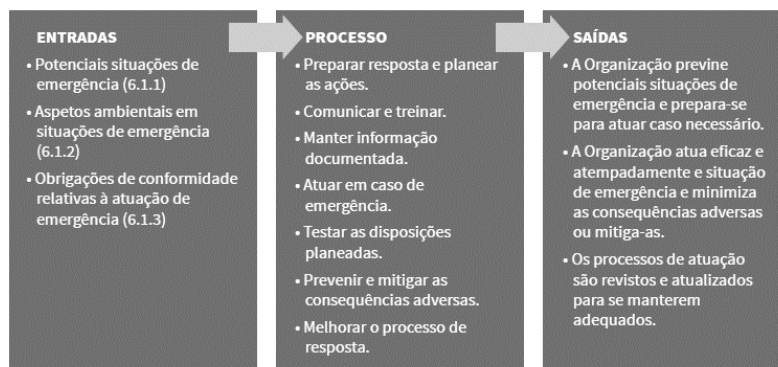 ENTRADAS
• Potenciais situações de
emergência (6.1.1)
• Aspetos ambientais em
situações de emergência
(6.1.2)
• Obrigações de conformidade
relativas à atuação de
emergência (6.1.3)
PROCESSO
• Preparar resposta e planear
as ações.
• Comunicar e treinar.
• Manter informação
documentada.
• Atuar em caso de
emergência.
• Testar as disposições
planeadas.
• Prevenir e mitigar as
consequências adversas.
• Melhorar o processo de
resposta.
SAÍDAS
• A Organização previne
potenciais situações de
emergência e prepara-se
para atuar caso necessário.
• A Organização atua eficaz e
atempadamente e situação
de emergência e minimiza
as consequências adversas
ou mitiga-as.
• Os processos de atuação
são revistos e atualizados
para se manterem
adequados.